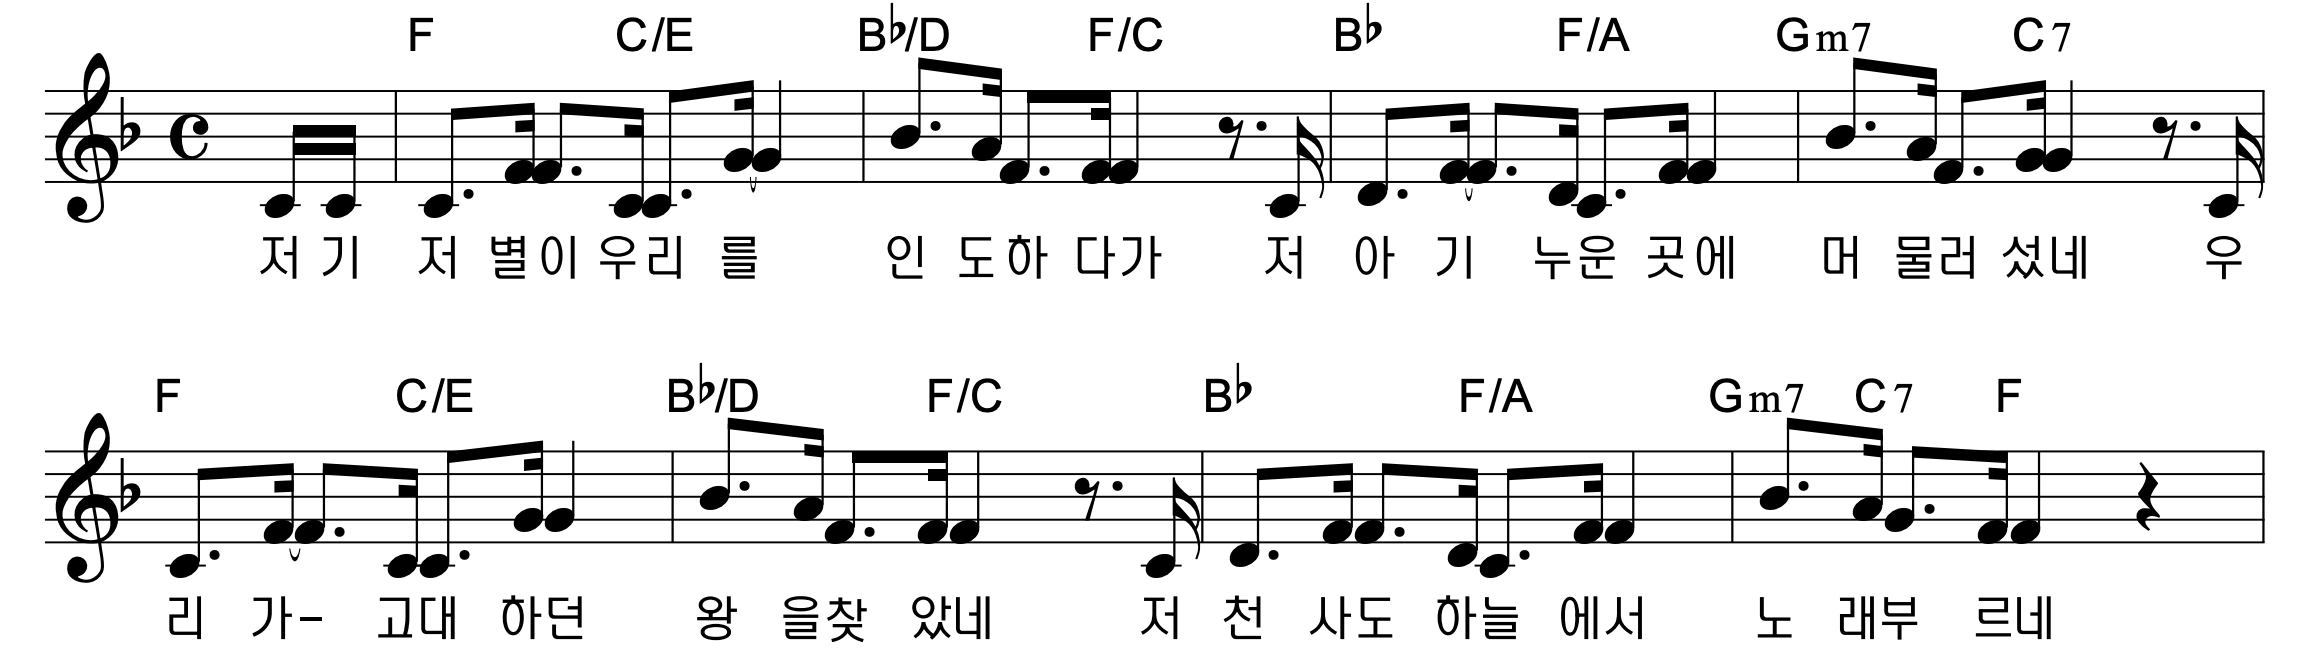 F C/E B♭/D F/C B♭ F/A Gm7 C7
저 기 저 별이 우리 를 인 도하 다가 저 아 기 누운 곳에 머 물러 섰네 우
F C/E B♭/D F/C B♭ F/A Gm7 C7 F
리 가- 고대 하던 왕 을찾 았네 저 천 사도 하늘 에서 노 래부 르네